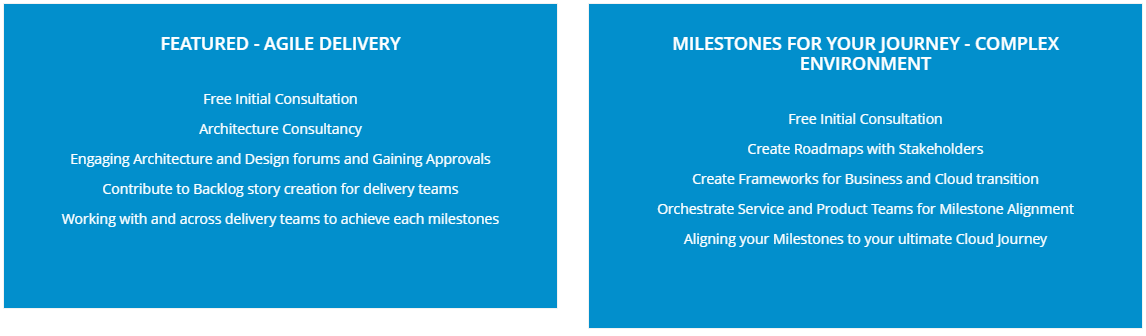 FEATURED - AGILE DELIVERY
Free Initial Consultation
Architecture Consultancy
Engaging Architecture and Design forums and Gaining Approvals
Contribute to Backlog story creation for delivery teams
Working with and across delivery teams to achieve each milestones
MILESTONES FOR YOUR JOURNEY - COMPLEX
ENVIRONMENT
Free Initial Consultation
Create Roadmaps with Stakeholders
Create Frameworks for Business and Cloud transition
Orchestrate Service and Product Teams for Milestone Alignment
Aligning your Milestones to your ultimate Cloud Journey